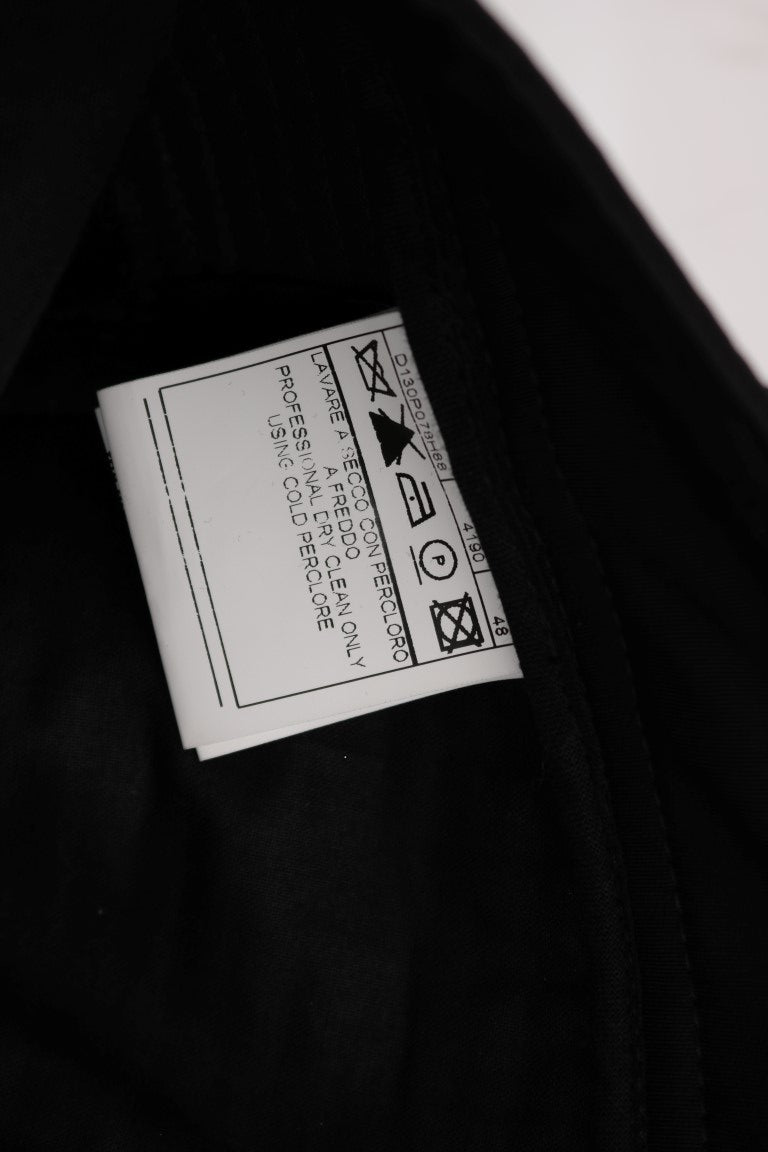 D130P078H88 4190 48
P
LAVARE A SECCO CON PERCLORO
A FREDDO
PROFESSIONAL DRY CLEAN ONLY
USING COLD PERCLORE